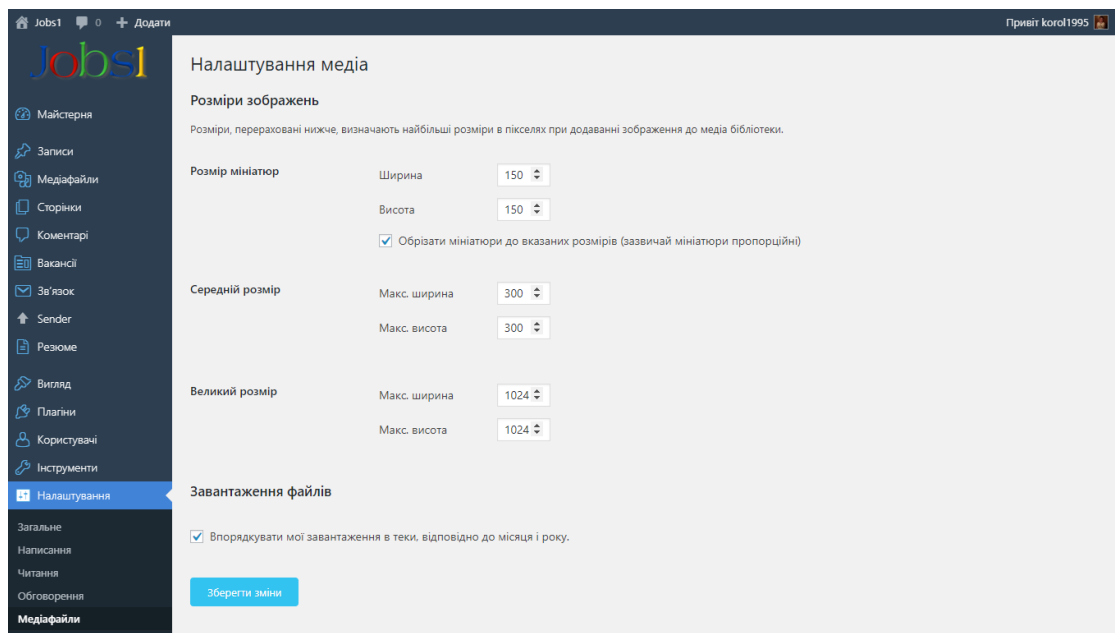 Jobs1 0 Додати Привіт korol1995
Jobs1
Налаштування медіа
Розміри зображень
Розміри, перераховані нижче, визначають найбільші розміри в пікселях при додаванні зображення до медіа бібліотеки.
Розмір мініатюр
Ширина 150
Висота 150
Обрізати мініатюри до вказаних розмірів (зазвичай мініатюри пропорційні)
Середній розмір
Макс. ширина 300
Макс. висота 300
Великий розмір
Макс. ширина 1024
Макс. висота 1024
Завантаження файлів
Впорядкувати мої завантаження в теки, відповідно до місяця і року.
Зберегти зміни
Майстерня
Записи
Медіафайли
Сторінки
Коментарі
Вакансії
Зв'язок
Sender
Резюме
Вигляд
Плагіни
Користувачі
Інструменти
Налаштування
Загальне
Написання
Читання
Обговорення
Медіафайли